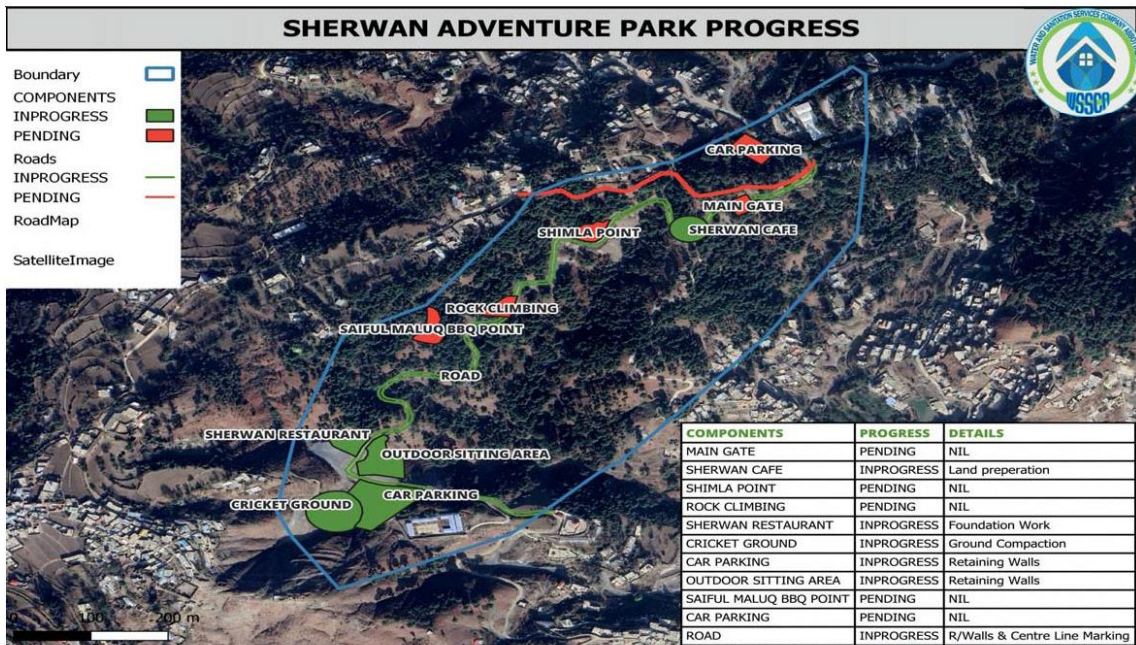 SHERWAN ADVENTURE PARK PROGRESS
WATER AND SANITATION SERVICES COMPANY
WSSCA
Boundary
COMPONENTS
INPROGRESS
PENDING
Roads
INPROGRESS
PENDING
RoadMap
SatelliteImage
CAR PARKING
MAIN GATE
SHIMLA POINT
SHERWAN CAFE
ROCK CLIMBING
SAIFUL MALUQ BBQ POINT
ROAD
SHERWAN RESTAURANT
OUTDOOR SITTING AREA
CAR PARKING
CRICKET GROUND
0 100 200 m
COMPONENTS PROGRESS DETAILS
MAIN GATE PENDING NIL
SHERWAN CAFE INPROGRESS Land preperation
SHIMLA POINT PENDING NIL
ROCK CLIMBING PENDING NIL
SHERWAN RESTAURANT INPROGRESS Foundation Work
CRICKET GROUND INPROGRESS Ground Compaction
CAR PARKING INPROGRESS Retaining Walls
OUTDOOR SITTING AREA INPROGRESS Retaining Walls
SAIFUL MALUQ BBQ POINT PENDING NIL
CAR PARKING PENDING NIL
ROAD INPROGRESS R/Walls & Centre Line Marking